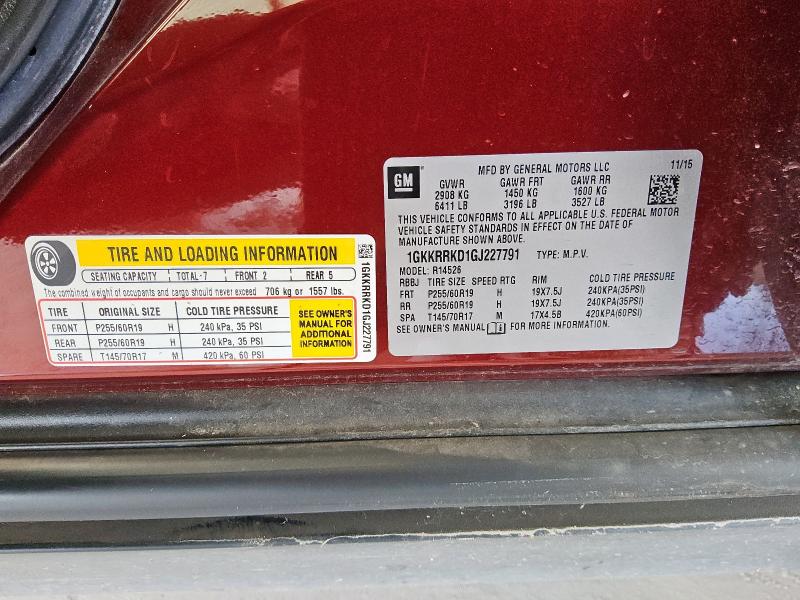 TIRE AND LOADING INFORMATION
SEATING CAPACITY TOTAL-7 FRONT 2 REAR 5
The combined weight of occupants and cargo should never exceed 706 kg or 1557 lbs.
TIRE ORIGINAL SIZE COLD TIRE PRESSURE
FRONT P255/60R19 H 240 kPa, 35 PSI
REAR P255/60R19 H 240 kPa, 35 PSI
SPARE T145/70R17 M 420 kPa, 60 PSI
SEE OWNER'S
MANUAL FOR
ADDITIONAL
INFORMATION
1GKKRRKD1GJ227791
GM
MFD BY GENERAL MOTORS LLC 11/15
GVWR GAWR FRT GAWR RR
2908 KG 1450 KG 1600 KG
6411 LB 3196 LB 3527 LB
THIS VEHICLE CONFORMS TO ALL APPLICABLE U.S. FEDERAL MOTOR
VEHICLE SAFETY STANDARDS IN EFFECT ON THE DATE OF
MANUFACTURE SHOWN ABOVE.
1GKKRRKD1GJ227791 TYPE: M.P.V.
MODEL: R14526
RBBJ TIRE SIZE SPEED RTG RIM COLD TIRE PRESSURE
FRT P255/60R19 H 19X7.5J 240KPA(35PSI)
RR P255/60R19 H 19X7.5J 240KPA(35PSI)
SPA T145/70R17 M 17X4.5B 420KPA(60PSI)
SEE OWNER'S MANUAL FOR MORE INFORMATION.